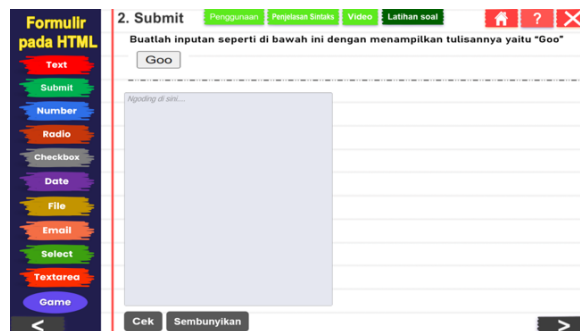 Formulir
pada HTML
Text
Submit
Number
Radio
Checkbox
Date
File
Email
Select
Textarea
Game
<
2. Submit
Penggunaan
Penjelasan Sintaks
Video
Latihan soal
?
Buatlah inputan seperti di bawah ini dengan menampilkan tulisannya yaitu "Goo"
Goo
Ngoding di sini....
Cek
Sembunyikan
>